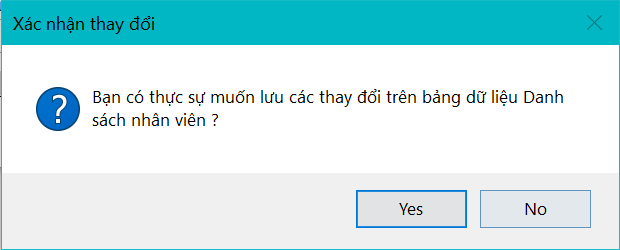 Xác nhận thay đổi
Bạn có thực sự muốn lưu các thay đổi trên bảng dữ liệu Danh
sách nhân viên ?
Yes No